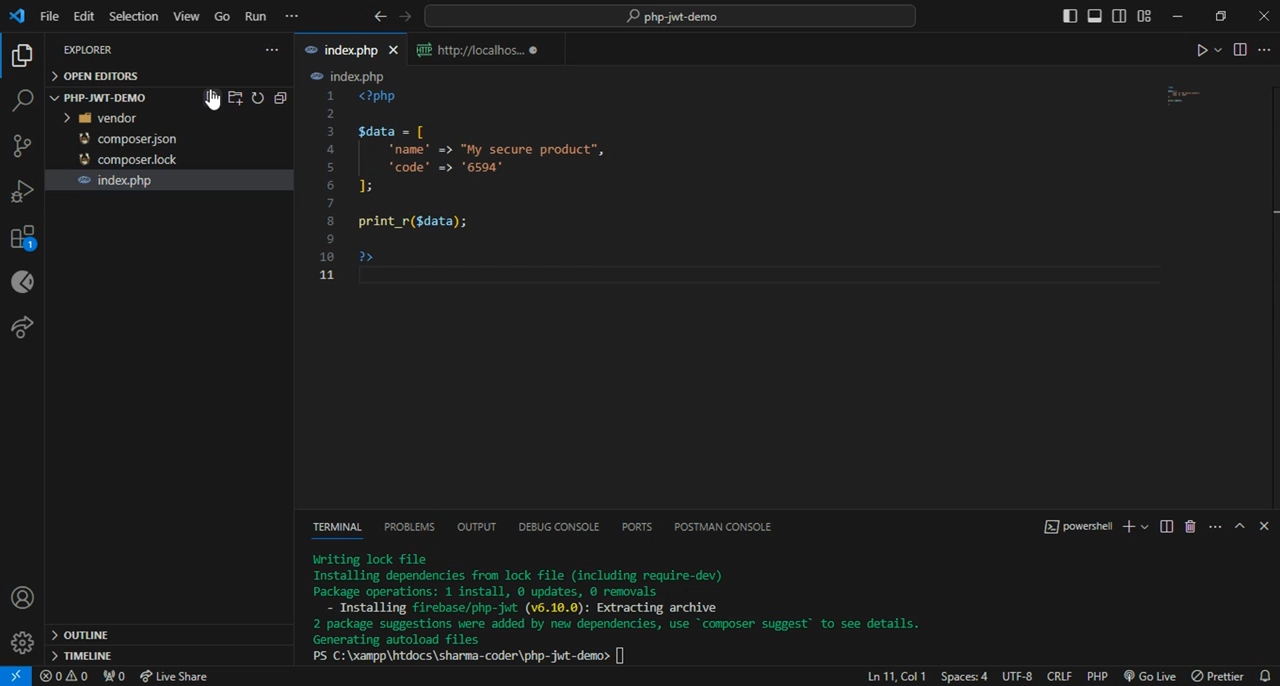 File Edit Selection View Go Run ···
php-jwt-demo
EXPLORER
OPEN EDITORS
PHP-JWT-DEMO
vendor
composer.json
composer.lock
index.php
index.php
HTTP http://localhos...
index.php
1 <?php
2
3 $data = [
4 'name' => "My secure product",
5 'code' => '6594'
6 ];
7
8 print_r($data);
9
10 ?>
11
TERMINAL PROBLEMS OUTPUT DEBUG CONSOLE PORTS POSTMAN CONSOLE
powershell
Writing lock file
Installing dependencies from lock file (including require-dev)
Package operations: 1 install, 0 updates, 0 removals
- Installing firebase/php-jwt (v6.10.0): Extracting archive
2 package suggestions were added by new dependencies, use `composer suggest` to see details.
Generating autoload files
PS C:\xampp\htdocs\sharma-coder\php-jwt-demo>
1
OUTLINE
TIMELINE
0 0 0 Live Share
Ln 11, Col 1 Spaces: 4 UTF-8 CRLF PHP Go Live Prettier